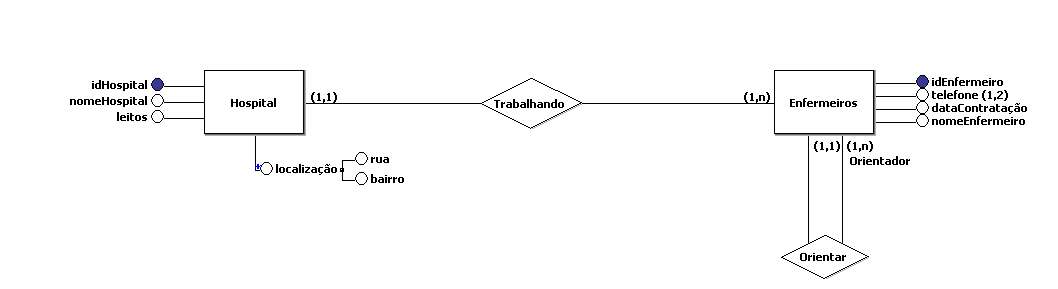 idHospital
nomeHospital
leitos
Hospital
(1,1)
localização
rua
bairro
Trabalhando
(1,n)
Enfermeiros
idEnfermeiro
telefone (1,2)
dataContratação
nomeEnfermeiro
(1,1)
(1,n)
Orientador
Orientar